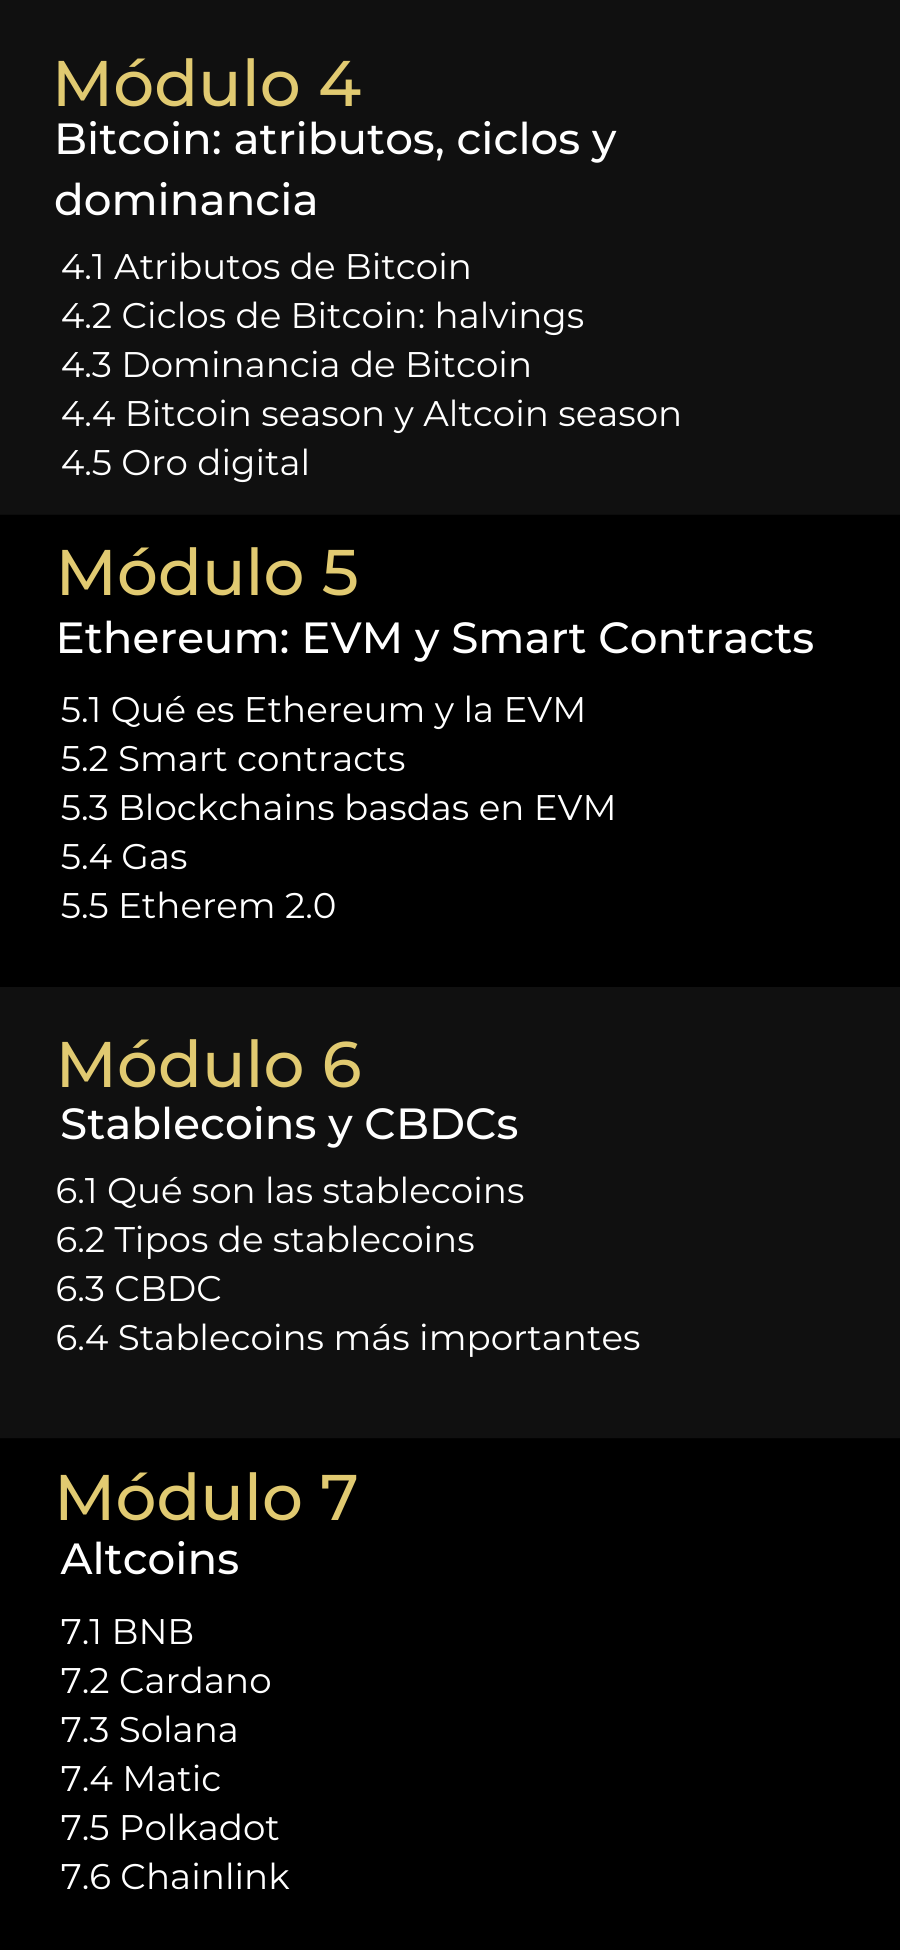 Módulo 4
Bitcoin: atributos, ciclos y
dominancia
4.1 Atributos de Bitcoin
4.2 Ciclos de Bitcoin: halvings
4.3 Dominancia de Bitcoin
4.4 Bitcoin season y Altcoin season
4.5 Oro digital
Módulo 5
Ethereum: EVM y Smart Contracts
5.1 Qué es Ethereum y la EVM
5.2 Smart contracts
5.3 Blockchains basdas en EVM
5.4 Gas
5.5 Etherem 2.0
Módulo 6
Stablecoins y CBDCs
6.1 Qué son las stablecoins
6.2 Tipos de stablecoins
6.3 CBDC
6.4 Stablecoins más importantes
Módulo 7
Altcoins
7.1 BNB
7.2 Cardano
7.3 Solana
7.4 Matic
7.5 Polkadot
7.6 Chainlink